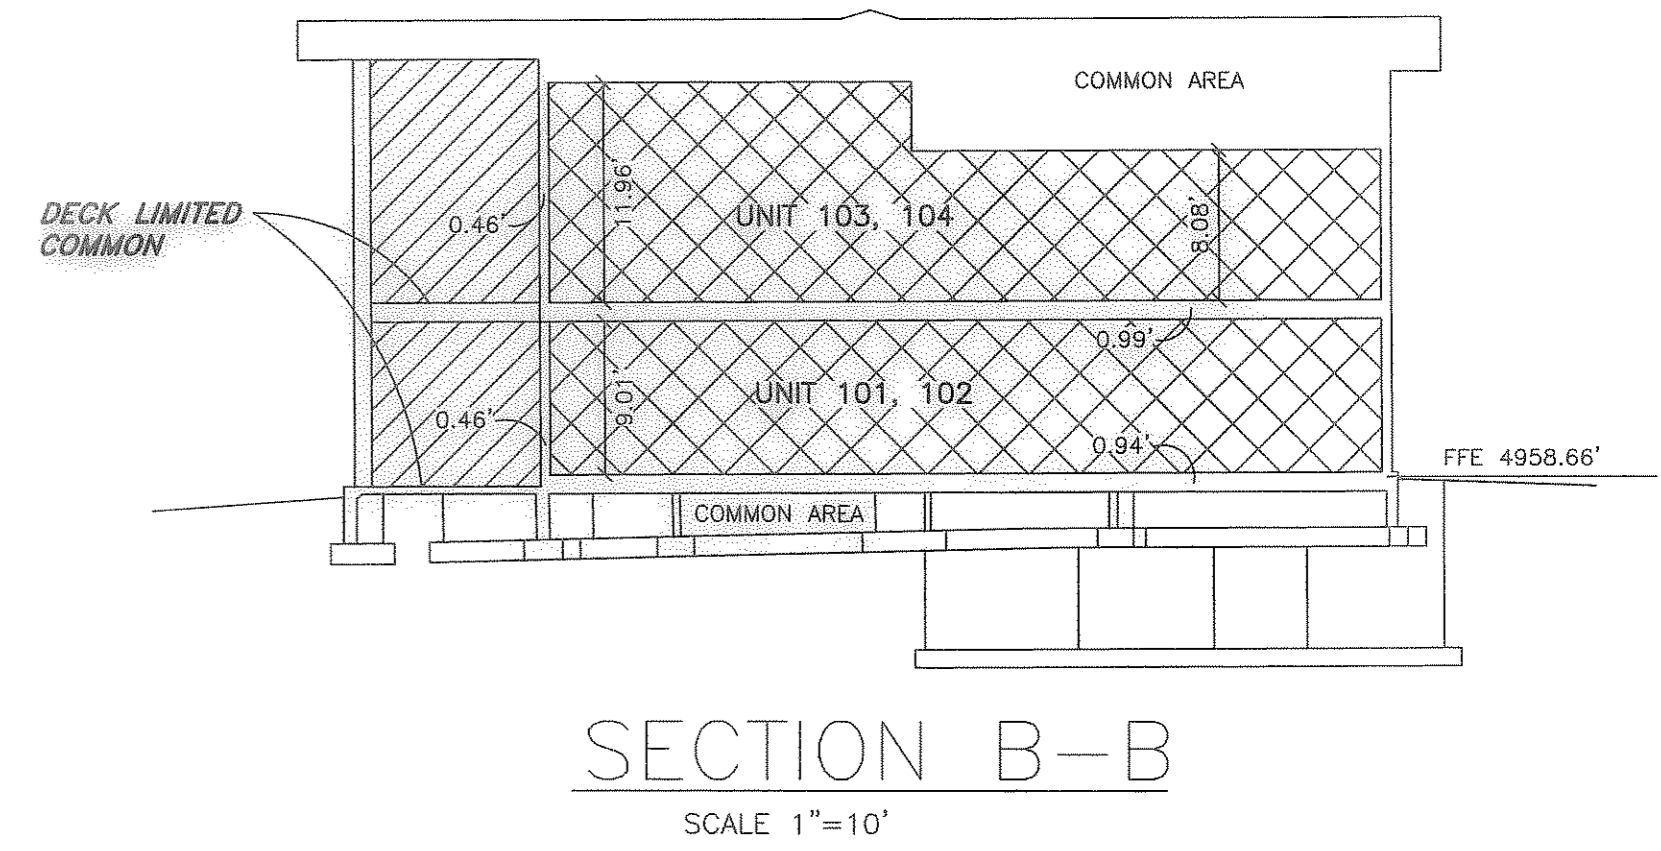 COMMON AREA
DECK LIMITED
COMMON
0.46'
11.96'
UNIT 103, 104
8.08'
0.99'
0.46'
9.01'
UNIT 101, 102
0.94'
FFE 4958.66'
COMMON AREA
SECTION B-B
SCALE 1"=10'